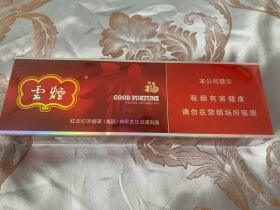 雲煙
®
福
GOOD FORTUNE
红云红河烟草(集团)有限责任公司出品
本公司提示
吸烟有害健康
请勿在禁烟场所吸烟